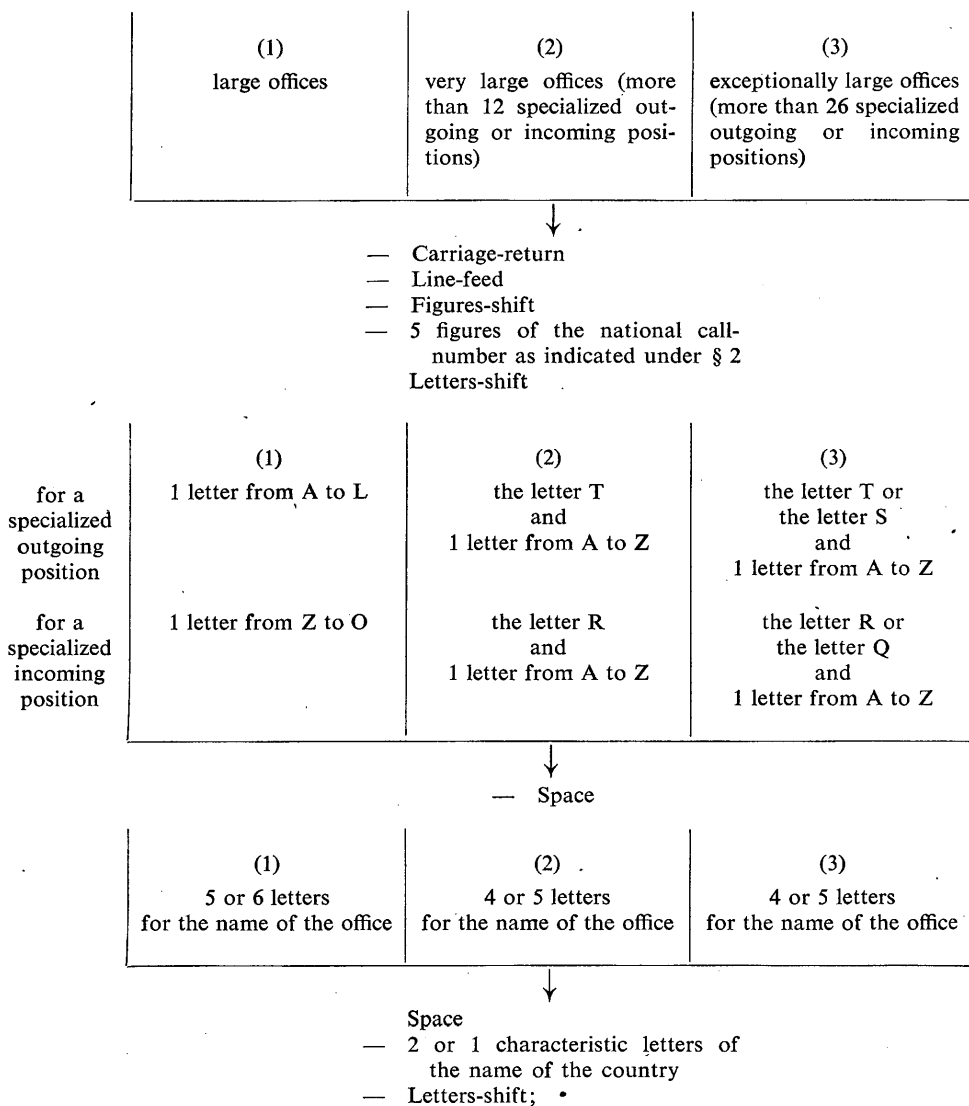 (1)
large offices
(2)
very large offices (more
than 12 specialized out-
going or incoming posi-
tions)
(3)
exceptionally large offices
(more than 26 specialized
outgoing or incoming
positions)
— Carriage-return
— Line-feed
— Figures-shift
— 5 figures of the national call-
number as indicated under § 2
Letters-shift
for a
specialized
outgoing
position
(1)
1 letter from A to L
(2)
the letter T
and
1 letter from A to Z
(3)
the letter T or
the letter S
and
1 letter from A to Z
for a
specialized
incoming
position
1 letter from Z to O
the letter R
and
1 letter from A to Z
the letter R or
the letter Q
and
1 letter from A to Z
— Space
(1)
5 or 6 letters
for the name of the office
(2)
4 or 5 letters
for the name of the office
(3)
4 or 5 letters
for the name of the office
Space
— 2 or 1 characteristic letters of
the name of the country
— Letters-shift;